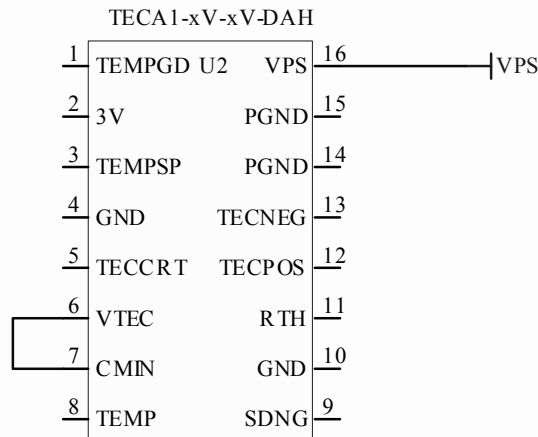 TECA1-xV-xV-DAH
1 TEMPGD U2 VPS 16 VPS
2 3V PGND 15
3 TEMPSP PGND 14
4 GND TECNEG 13
5 TECCRT TECPOS 12
6 VTEC RTH 11
7 CMIN GND 10
8 TEMP SDNG 9